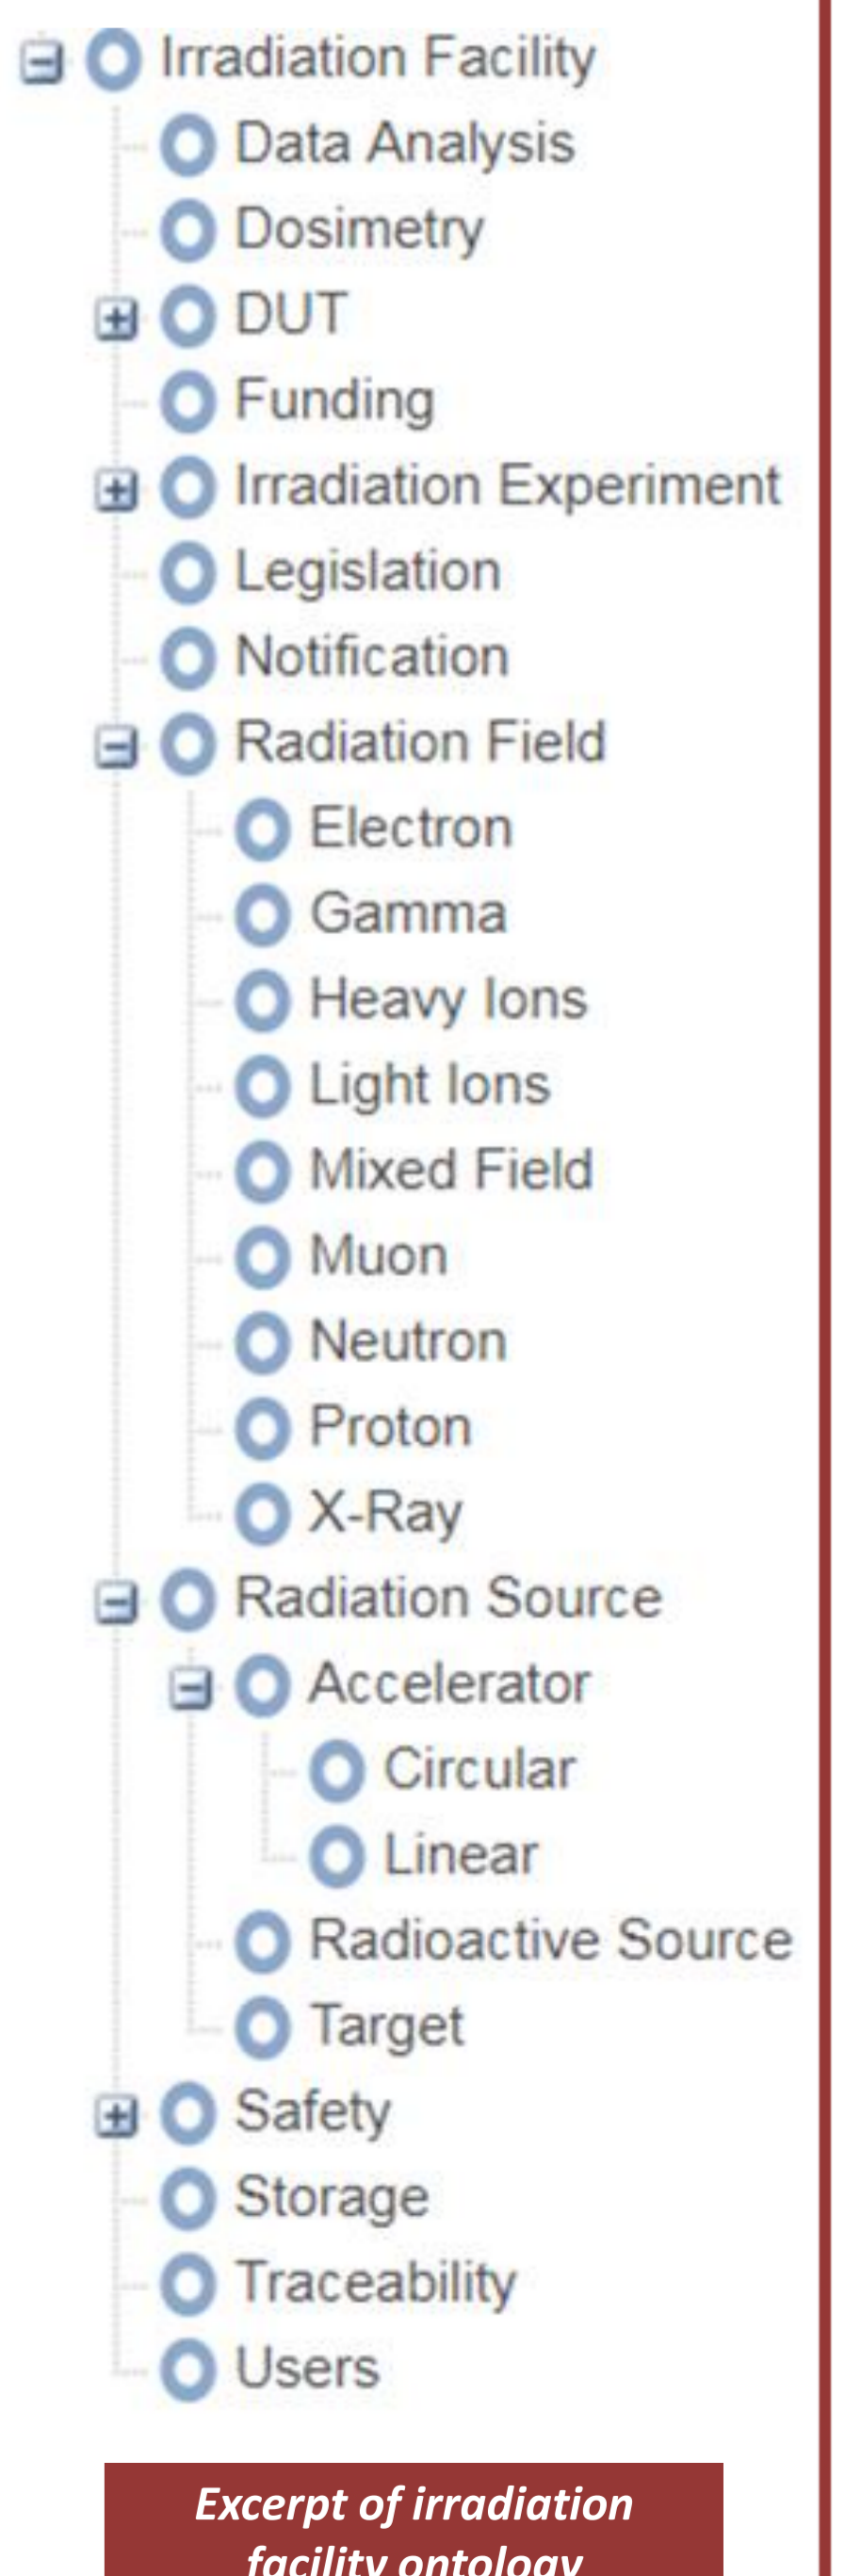 Irradiation Facility
Data Analysis
Dosimetry
DUT
Funding
Irradiation Experiment
Legislation
Notification
Radiation Field
Electron
Gamma
Heavy Ions
Light Ions
Mixed Field
Muon
Neutron
Proton
X-Ray
Radiation Source
Accelerator
Circular
Linear
Radioactive Source
Target
Safety
Storage
Traceability
Users
Excerpt of irradiation
facility ontology